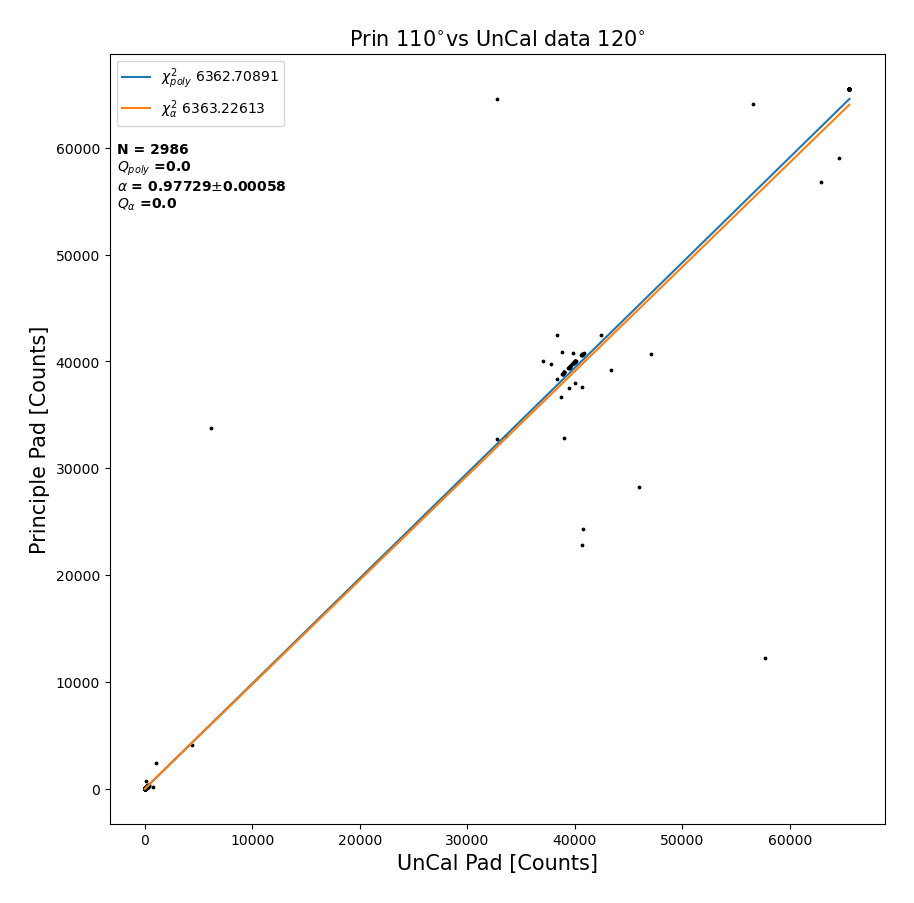 Prin 110°vs UnCal data 120°
χ²poly 6362.70891
χ²α 6363.22613
N = 2986
Qpoly =0.0
α = 0.97729±0.00058
Qα =0.0
60000
50000
40000
30000
20000
10000
0
Principle Pad [Counts]
0 10000 20000 30000 40000 50000 60000
UnCal Pad [Counts]